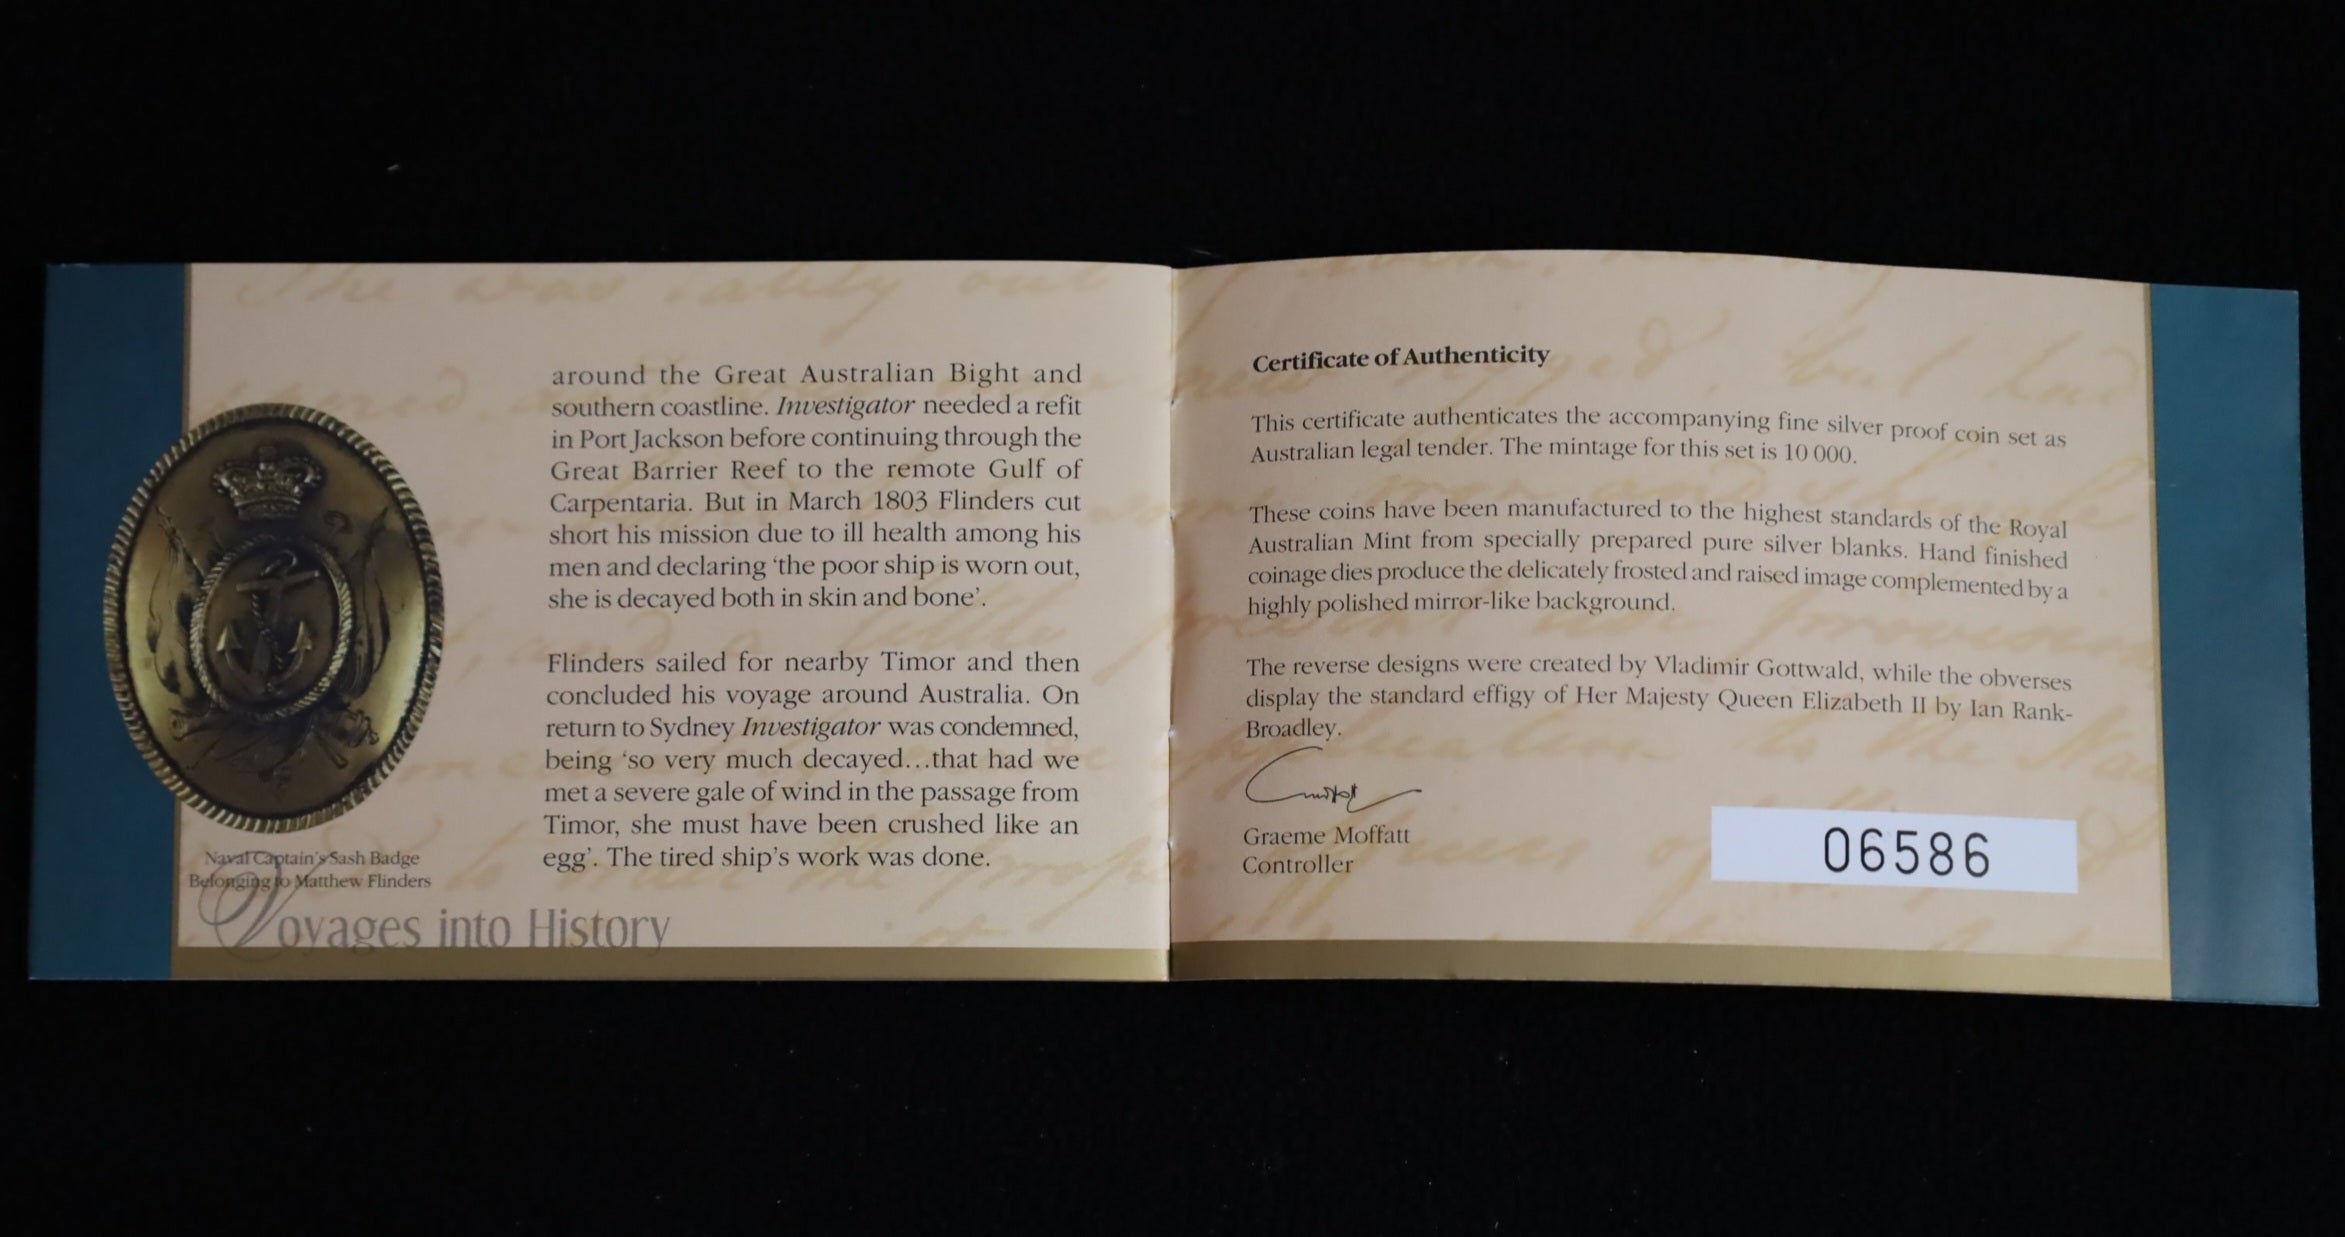 around the Great Australian Bight and
southern coastline. Investigator needed a refit
in Port Jackson before continuing through the
Great Barrier Reef to the remote Gulf of
Carpentaria. But in March 1803 Flinders cut
short his mission due to ill health among his
men and declaring ‘the poor ship is worn out,
she is decayed both in skin and bone’.
Flinders sailed for nearby Timor and then
concluded his voyage around Australia. On
return to Sydney Investigator was condemned,
being ‘so very much decayed...that had we
met a severe gale of wind in the passage from
Timor, she must have been crushed like an
egg’. The tired ship's work was done.
Naval Captain's Sash Badge
Belonging to Matthew Flinders
Voyages into History
Certificate of Authenticity
This certificate authenticates the accompanying fine silver proof coin set as
Australian legal tender. The mintage for this set is 10 000.
These coins have been manufactured to the highest standards of the Royal
Australian Mint from specially prepared pure silver blanks. Hand finished
coinage dies produce the delicately frosted and raised image complemented by a
highly polished mirror-like background.
The reverse designs were created by Vladimir Gottwald, while the obverses
display the standard effigy of Her Majesty Queen Elizabeth II by Ian Rank-
Broadley.
Graeme Moffatt
Controller
06586